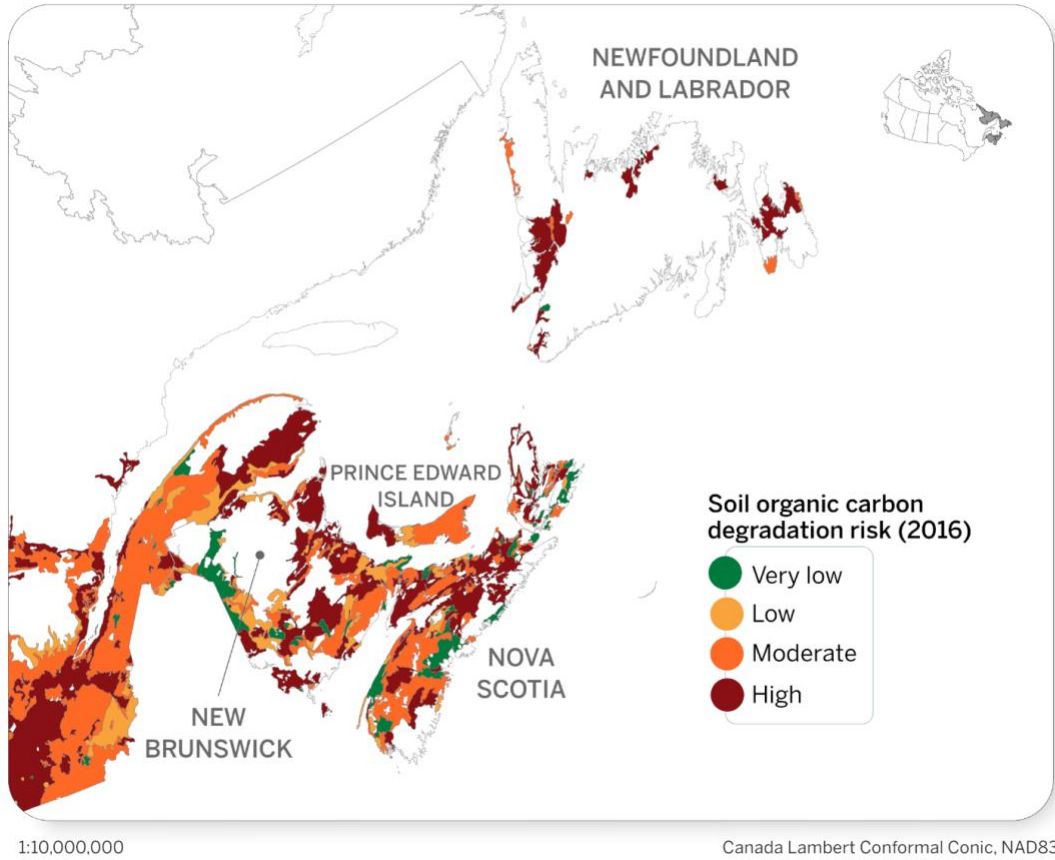 NEWFOUNDLAND
AND LABRADOR
PRINCE EDWARD
ISLAND
NOVA
SCOTIA
NEW
BRUNSWICK
Soil organic carbon
degradation risk (2016)
Very low
Low
Moderate
High
1:10,000,000
Canada Lambert Conformal Conic, NAD83